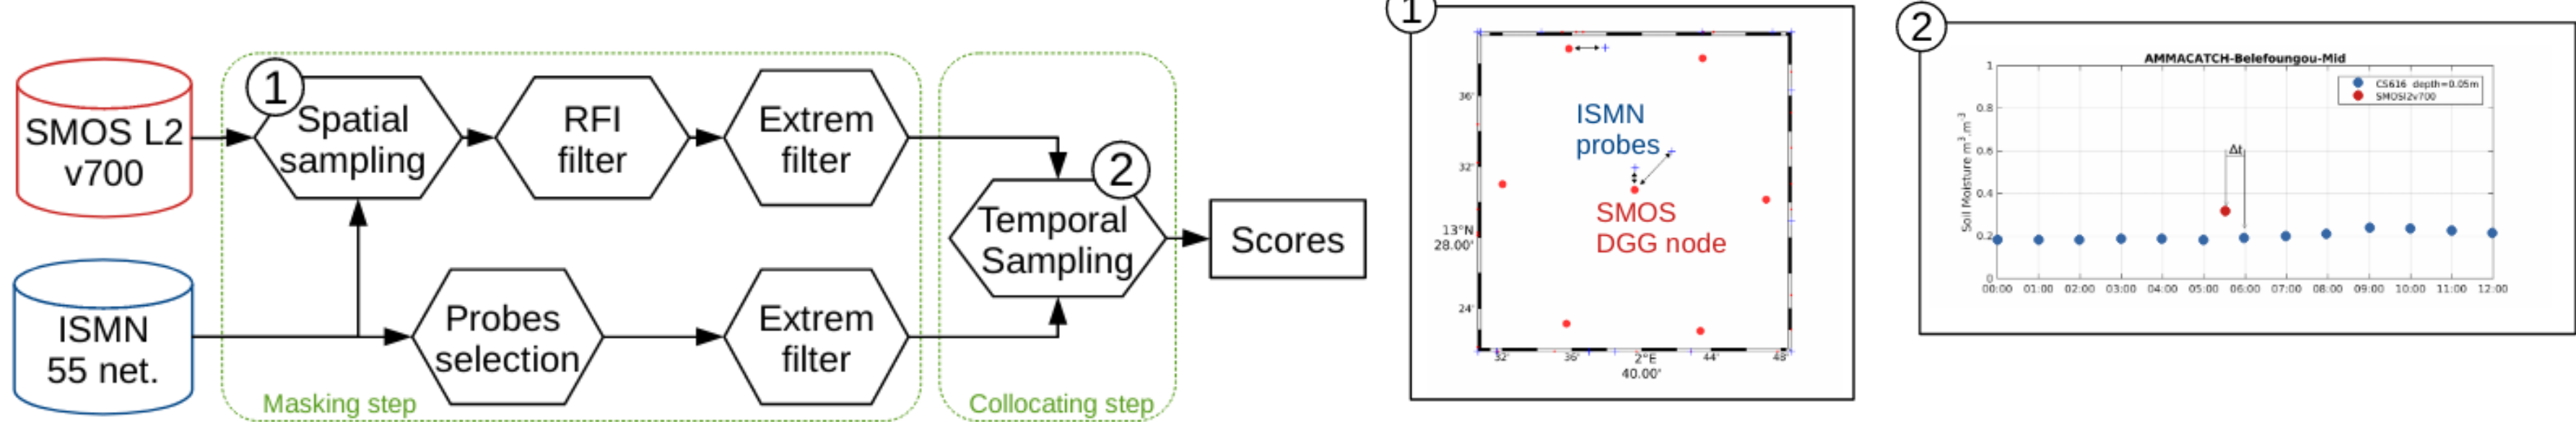 SMOS L2
v700
ISMN
55 net.
1
Spatial
sampling
RFI
filter
Extrem
filter
Probes
selection
Extrem
filter
Masking step
2
Temporal
Sampling
Collocating step
Scores
1
36'
32'
13°N
28.00'
24'
ISMN
probes
SMOS
DGG node
32' 36' 2°E 44' 48'
40.00'
2
AMMACATCH-Belefoungou-Mid
CS616 depth=0.05m
SMOSl2v700
Soil Moisture m³.m⁻³
1
0.8
0.6
0.4
0.2
0
Δt
00:00 01:00 02:00 03:00 04:00 05:00 06:00 07:00 08:00 09:00 10:00 11:00 12:00